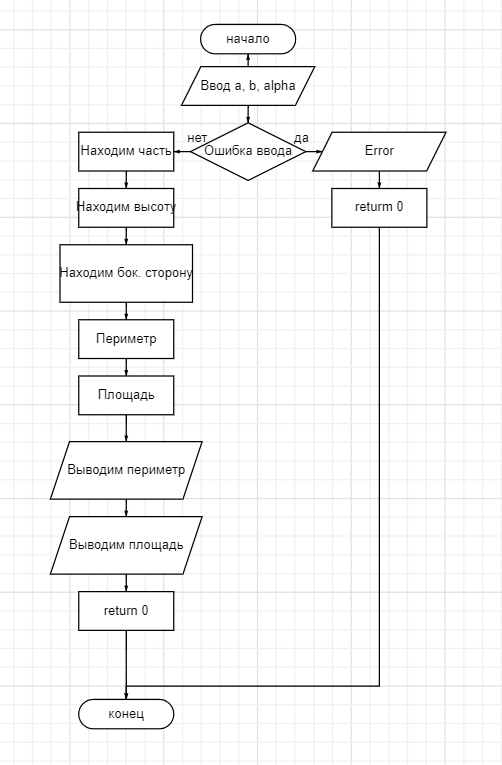 начало
Ввод a, b, alpha
нет
да
Находим часть
Ошибка ввода
Error
Находим высоту
returm 0
Находим бок. сторону
Периметр
Площадь
Выводим периметр
Выводим площадь
return 0
конец